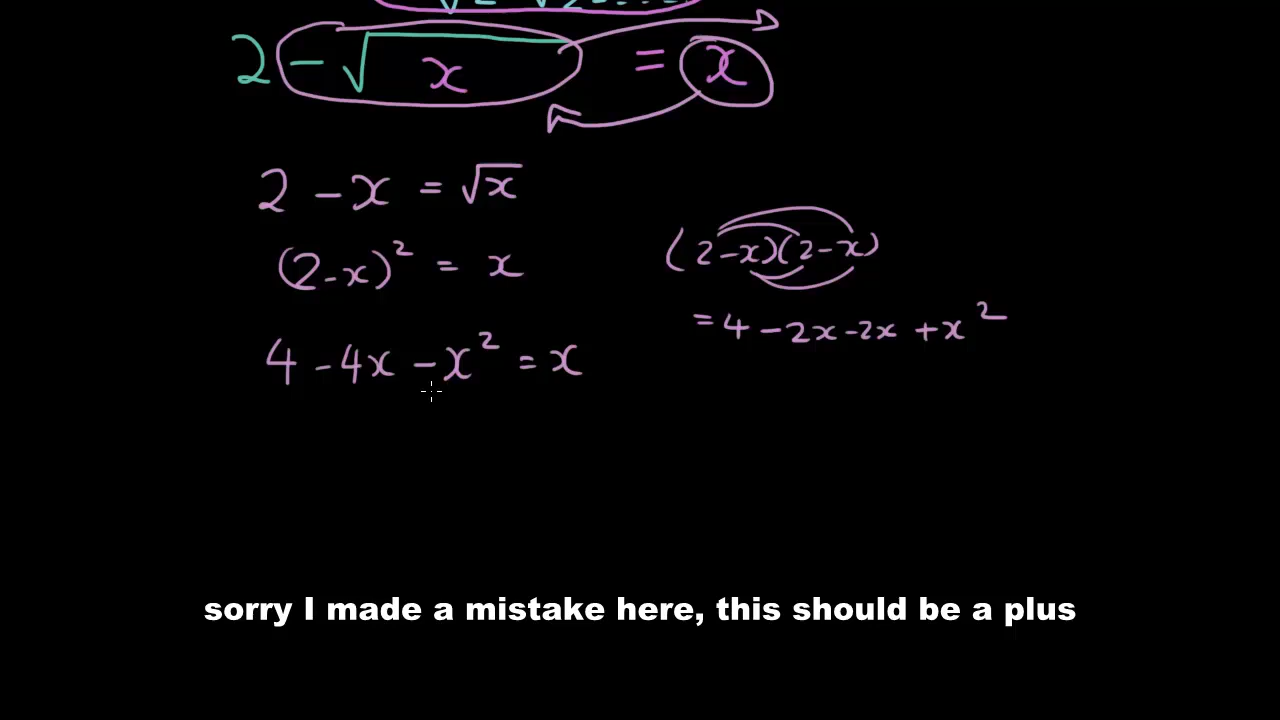 2 - √x = x
2 - x = √x
(2-x)² = x
(2-x)(2-x)
= 4 - 2x - 2x + x²
4 - 4x - x² = x
sorry I made a mistake here, this should be a plus